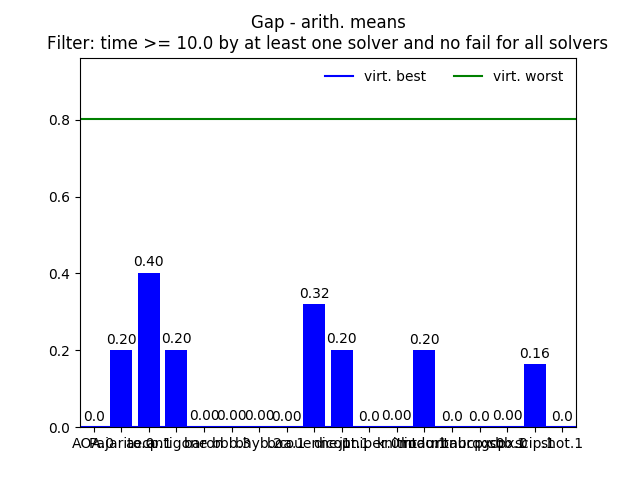 Gap - arith. means
Filter: time >= 10.0 by at least one solver and no fail for all solvers
virt. best virt. worst
0.8
0.6
0.4
0.2
0.0
0.0 0.20 0.40 0.20 0.00 0.00 0.00 0.00 0.32 0.20 0.0 0.00 0.20 0.0 0.0 0.00 0.16 0.0